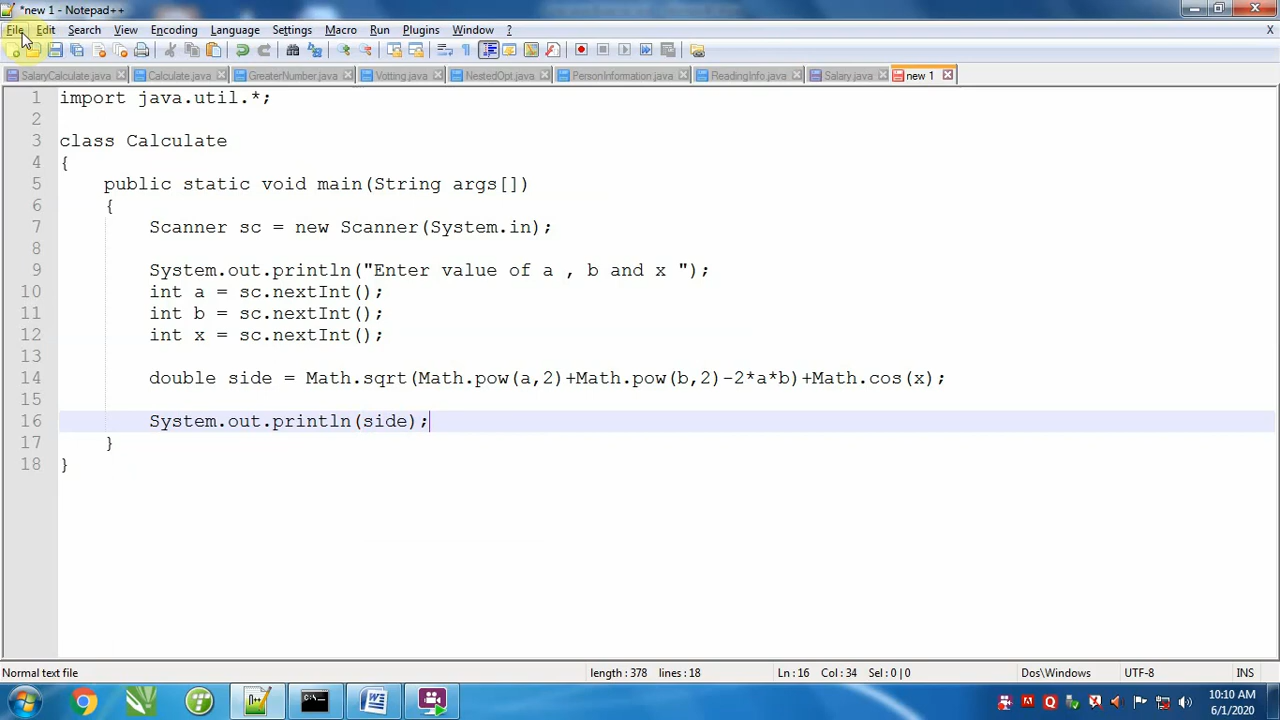 *new 1 - Notepad++
File Edit Search View Encoding Language Settings Macro Run Plugins Window ? X
SalaryCalculate.java Calculate.java GreaterNumber.java Votting.java NestedOpt.java PersonInformation.java ReadingInfo.java Salary.java new 1
1 import java.util.*;
2
3 class Calculate
4 {
5 public static void main(String args[])
6 {
7 Scanner sc = new Scanner(System.in);
8
9 System.out.println("Enter value of a , b and x ");
10 int a = sc.nextInt();
11 int b = sc.nextInt();
12 int x = sc.nextInt();
13
14 double side = Math.sqrt(Math.pow(a,2)+Math.pow(b,2)-2*a*b)+Math.cos(x);
15
16 System.out.println(side);
17 }
18 }
Normal text file length : 378 lines : 18 Ln : 16 Col : 34 Sel : 0 | 0 Dos\Windows UTF-8 INS
10:10 AM
6/1/2020